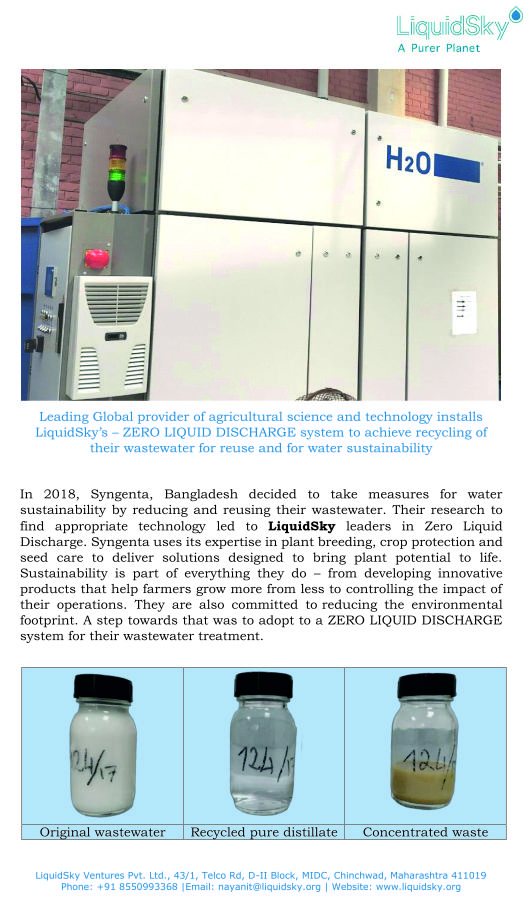 LiquidSky
A Purer Planet
H2O
Leading Global provider of agricultural science and technology installs
LiquidSky’s – ZERO LIQUID DISCHARGE system to achieve recycling of
their wastewater for reuse and for water sustainability
In 2018, Syngenta, Bangladesh decided to take measures for water
sustainability by reducing and reusing their wastewater. Their research to
find appropriate technology led to LiquidSky leaders in Zero Liquid
Discharge. Syngenta uses its expertise in plant breeding, crop protection and
seed care to deliver solutions designed to bring plant potential to life.
Sustainability is part of everything they do – from developing innovative
products that help farmers grow more from less to controlling the impact of
their operations. They are also committed to reducing the environmental
footprint. A step towards that was to adopt to a ZERO LIQUID DISCHARGE
system for their wastewater treatment.
124/17
124/17
124/
Original wastewater
Recycled pure distillate
Concentrated waste
LiquidSky Ventures Pvt. Ltd., 43/1, Telco Rd, D-II Block, MIDC, Chinchwad, Maharashtra 411019
Phone: +91 8550993368 |Email: nayanit@liquidsky.org | Website: www.liquidsky.org